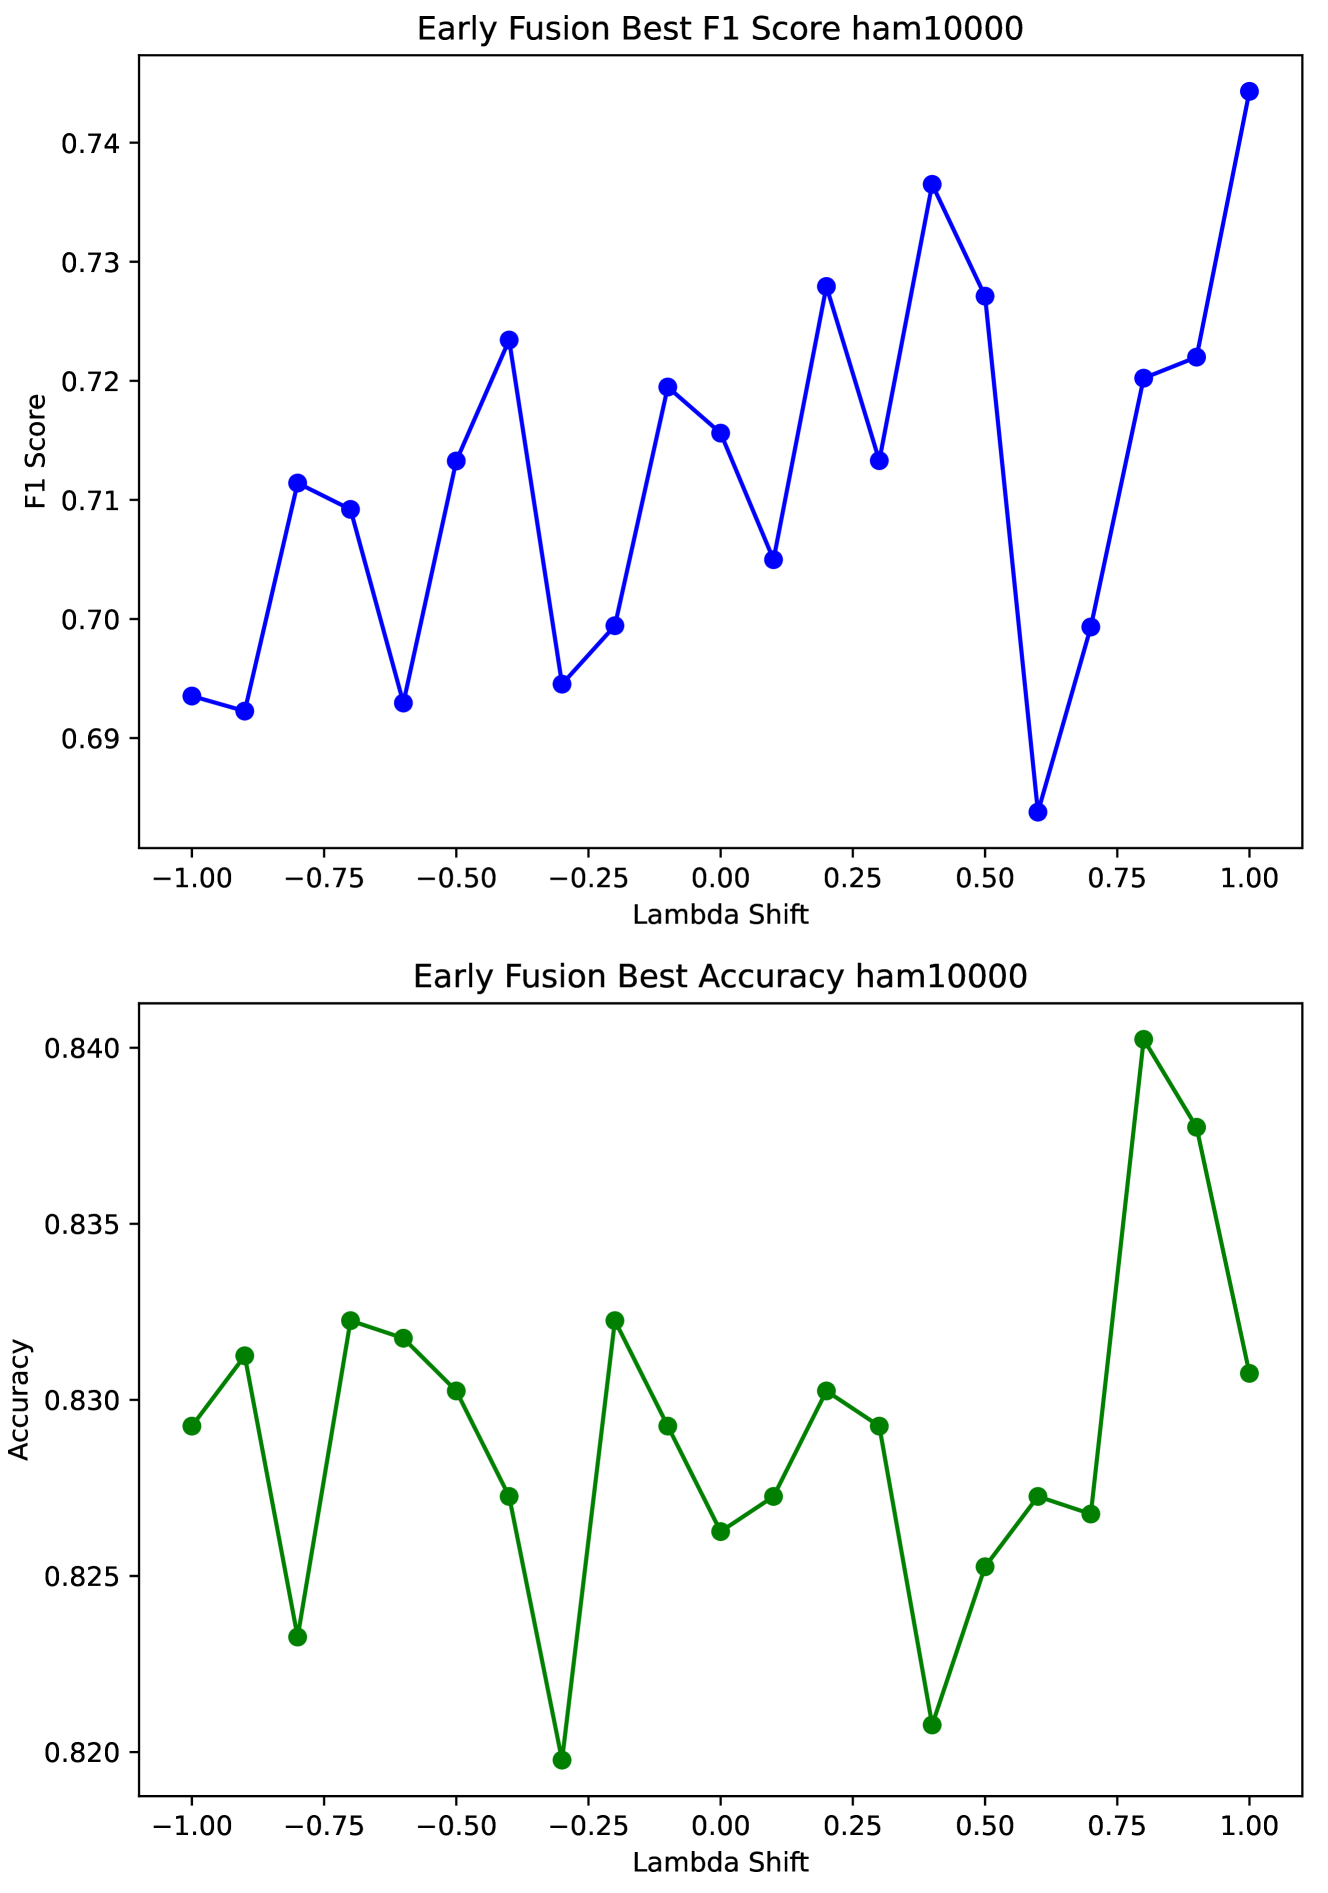 Early Fusion Best F1 Score ham10000
0.74
0.73
0.72
0.71
0.70
0.69
F1 Score
−1.00 −0.75 −0.50 −0.25 0.00 0.25 0.50 0.75 1.00
Lambda Shift
Early Fusion Best Accuracy ham10000
0.840
0.835
0.830
0.825
0.820
Accuracy
−1.00 −0.75 −0.50 −0.25 0.00 0.25 0.50 0.75 1.00
Lambda Shift